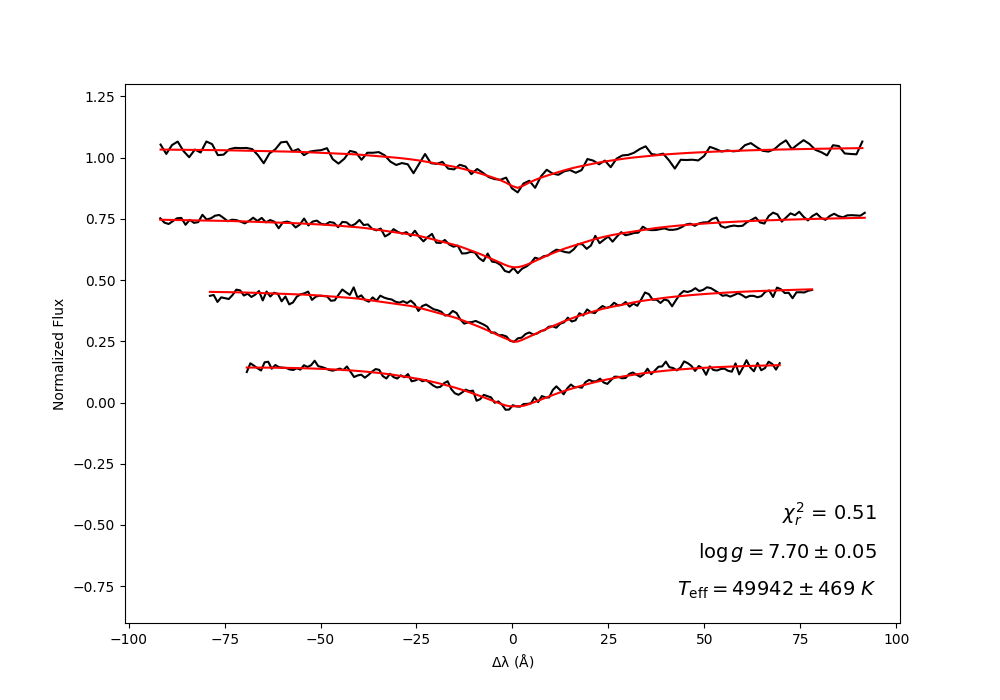 1.25
1.00
0.75
0.50
0.25
0.00
−0.25
−0.50
−0.75
Normalized Flux
χ²ᵣ = 0.51
log g = 7.70 ± 0.05
T_eff = 49942 ± 469 K
−100 −75 −50 −25 0 25 50 75 100
Δλ (Å)